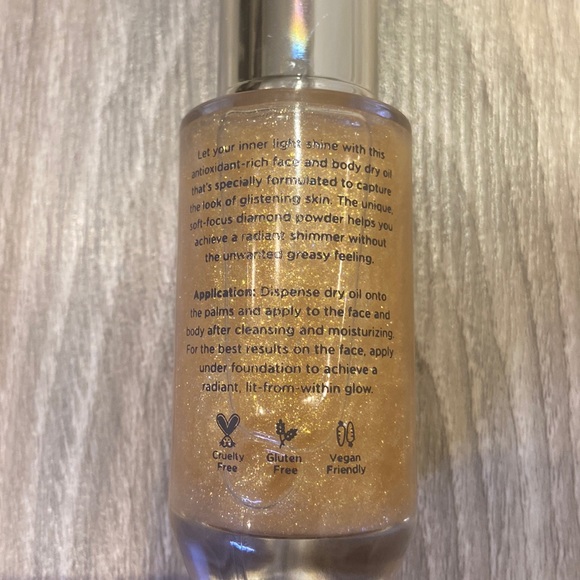 Let your inner light shine with this
antioxidant-rich face and body dry oil
that's specially formulated to capture
the look of glistening skin. The unique,
soft-focus diamond powder helps you
achieve a radiant shimmer without
the unwanted greasy feeling.
Application: Dispense dry oil onto
the palms and apply to the face and
body after cleansing and moisturizing.
For the best results on the face, apply
under foundation to achieve a
radiant, lit-from-within glow.
Cruelty Free
Gluten Free
Vegan Friendly